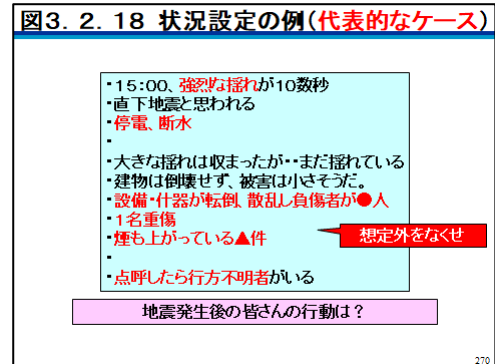 図3. 2. 18 状況設定の例(代表的なケース)
・15:00、強烈な揺れが10数秒
・直下地震と思われる
・停電、断水
・
・大きな揺れは収まったが・・まだ揺れている
・建物は倒壊せず、被害は小さそうだ。
・設備・什器が転倒、散乱し負傷者が●人
・1名重傷
・煙も上がっている▲件
想定外をなくせ
・
・点呼したら行方不明者がいる
地震発生後の皆さんの行動は?
270